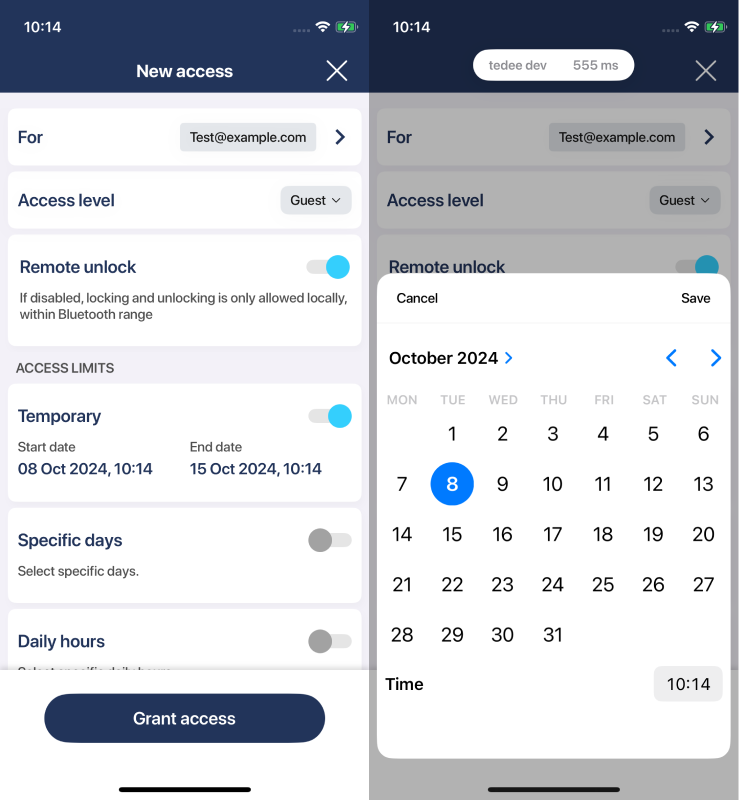 10:14
New access
For
Test@example.com
Access level
Guest
Remote unlock
If disabled, locking and unlocking is only allowed locally,
within Bluetooth range
ACCESS LIMITS
Temporary
Start date
End date
08 Oct 2024, 10:14
15 Oct 2024, 10:14
Specific days
Select specific days.
Daily hours
Select specific daily hours
Grant access
10:14
tedee dev 555 ms
For
Test@example.com
Access level
Guest
Remote unlock
Cancel
Save
October 2024
MON TUE WED THU FRI SAT SUN
1 2 3 4 5 6
7 8 9 10 11 12 13
14 15 16 17 18 19 20
21 22 23 24 25 26 27
28 29 30 31
Time
10:14